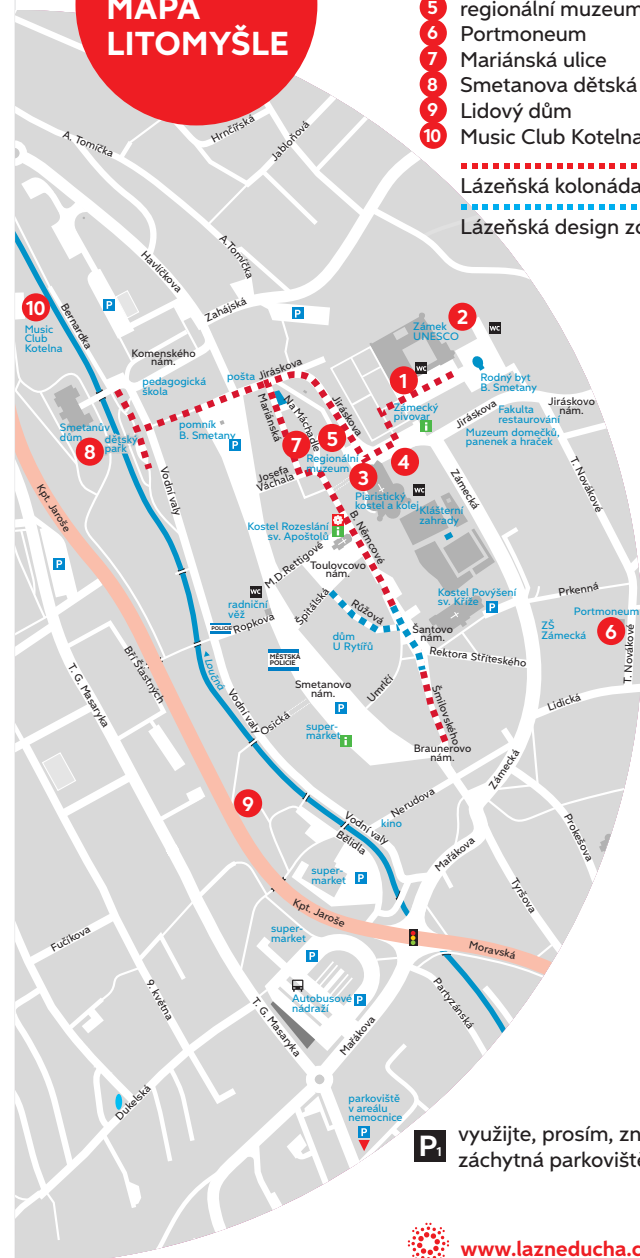 MAPA
LITOMYŠLE
5 regionální muzeum
6 Portmoneum
7 Mariánská ulice
8 Smetanova dětská
9 Lidový dům
10 Music Club Kotelna
Lázeňská kolonáda
Lázeňská design zo
A. Tomíčka
Hrnčířská
Jabloňová
Havlíčkova
A.Tomíčka
Zahájská
P
P
10
Music
Club
Kotelna
Bernardka
Komenského
nám.
2
Zámek
UNESCO
WC
WC
1
Rodný byt
B. Smetany
pošta
Jiráskova
pedagogická
škola
Mariánská
Na Máchadle
Jiráskova
Zámecký
pivovar
i
Jiráskova
Fakulta
restaurování
Jiráskovo
nám.
Muzeum domečků,
panenek a hraček
pomník
B. Smetany
P
Smetanův
dům
8
dětský
park
7
5
Regionální
muzeum
3
4
Josefa
Váchala
Piaristický
kostel a kolej
WC
Zámecká
T. Novákové
Klášterní
zahrady
Kpt. Jaroše
Vodní valy
Kostel Rozeslání
sv. Apoštolů
i
B. Němcové
Toulovcovo
nám.
M.D.Rettigové
P
WC
radniční
věž
POLICIE
Ropkova
Špitálská
Růžová
Kostel Povýšení
sv. Kříže
P
Prkenná
Portmoneum
6
ZŠ
Zámecká
T. Novákové
dům
U Rytířů
Šantovo
nám.
Rektora Stříteského
MĚSTSKÁ
POLICIE
Loučná
Bří Šťastných
T. G. Masaryka
Smetanovo
nám.
P
Umrlčí
Šmilovského
Lidická
Vodní valy
Osická
super-
market
i
Braunerovo
nám.
Zámecká
9
Nerudova
kino
Vodní valy
Bělidla
Mařákova
Prokešova
Tyršova
super-
market
P
Kpt. Jaroše
Moravská
super-
market
P
Fučíkova
9. května
Autobusové
nádraží
P
Partyzánská
T. G. Masaryka
Mařákova
Dukelská
parkoviště
v areálu
nemocnice
P
P1
využijte, prosím, zn
záchytná parkoviště
www.lazneducha.c